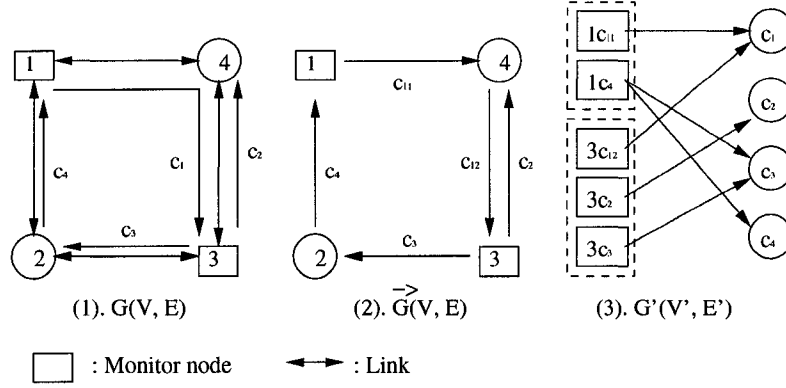 1
4
c₁
c₂
c₄
c₃
2
3
(1). G(V, E)
1
4
c₁₁
c₁₂
c₂
c₄
c₃
2
3
(2). G(V, E)
1c₁₁
1c₄
3c₁₂
3c₂
3c₃
c₁
c₂
c₃
c₄
(3). G'(V', E')
: Monitor node
: Link